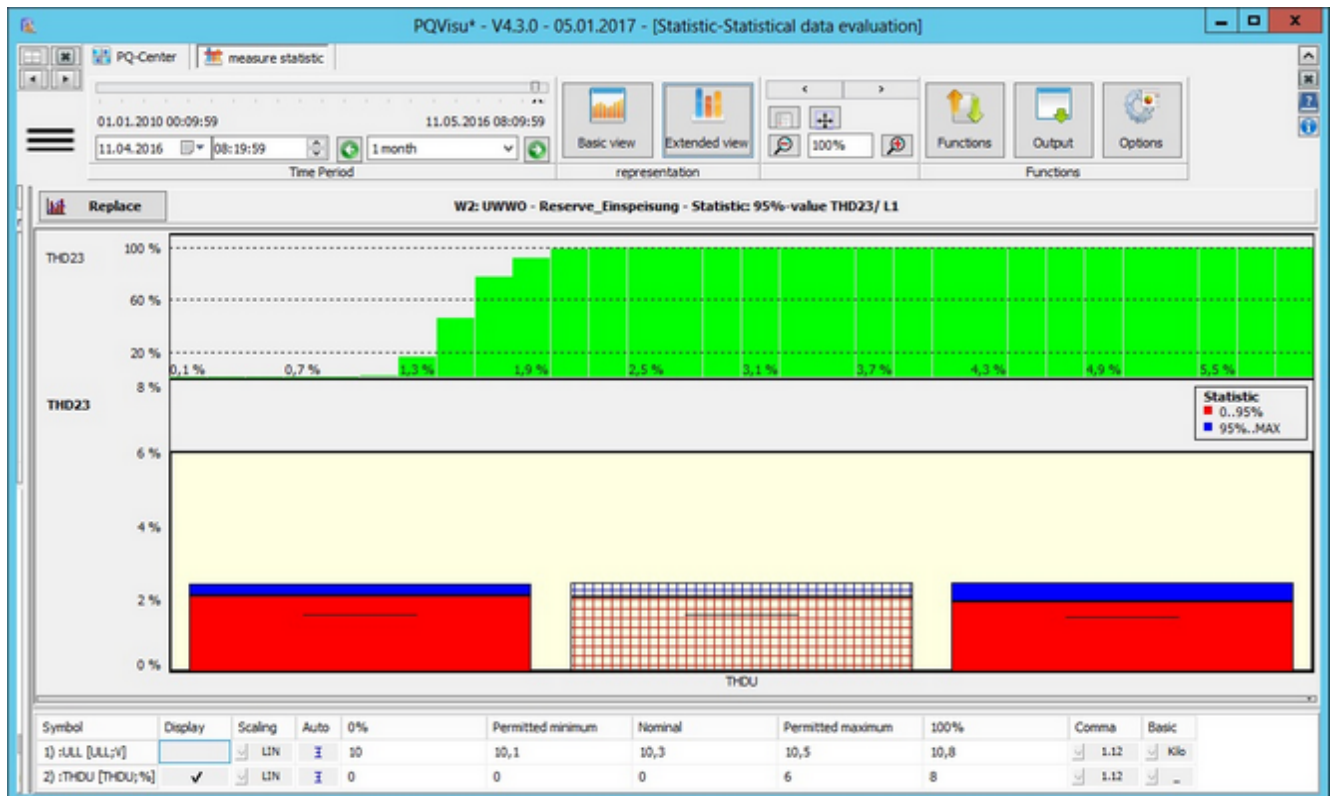 PQVisu* - V4.3.0 - 05.01.2017 - [Statistic-Statistical data evaluation]
PQ-Center measure statistic
01.01.2010 00:09:59 11.05.2016 08:09:59
11.04.2016 08:19:59 1 month
Time Period
Basic view Extended view
representation
100%
Functions Output Options
Functions
Replace
W2: UWWO - Reserve_Einspeisung - Statistic: 95%-value THD23/ L1
THD23
100 %
60 %
20 %
0,1 % 0,7 % 1,3 % 1,9 % 2,5 % 3,1 % 3,7 % 4,3 % 4,9 % 5,5 %
THD23
8 %
6 %
4 %
2 %
0 %
Statistic
0..95%
95%..MAX
THDU
Symbol Display Scaling Auto 0% Permitted minimum Nominal Permitted maximum 100% Comma Basic
1) :ULL [ULL;V] LIN 10 10,1 10,3 10,5 10,8 1.12 Kilo
2) :THDU [THDU;%] ✓ LIN 0 0 0 6 8 1.12 _